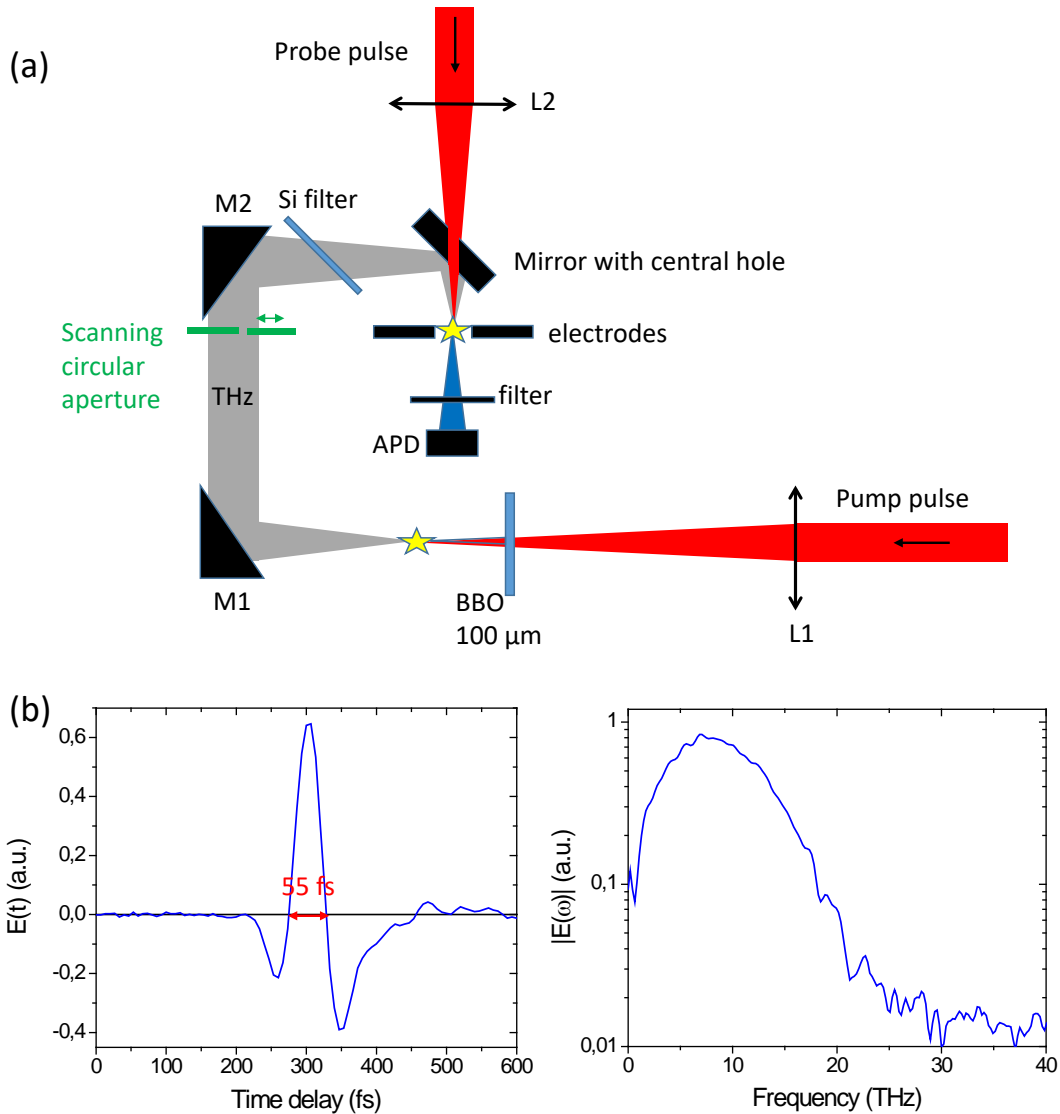 (a)
Probe pulse
L2
M2
Si filter
Mirror with central hole
Scanning
circular
aperture
electrodes
THz
filter
APD
Pump pulse
M1
BBO
100 µm
L1
(b)
E(t) (a.u.)
0,6
0,4
0,2
0,0
-0,2
-0,4
55 fs
0 100 200 300 400 500 600
Time delay (fs)
|E(ω)| (a.u.)
1
0,1
0,01
0 10 20 30 40
Frequency (THz)